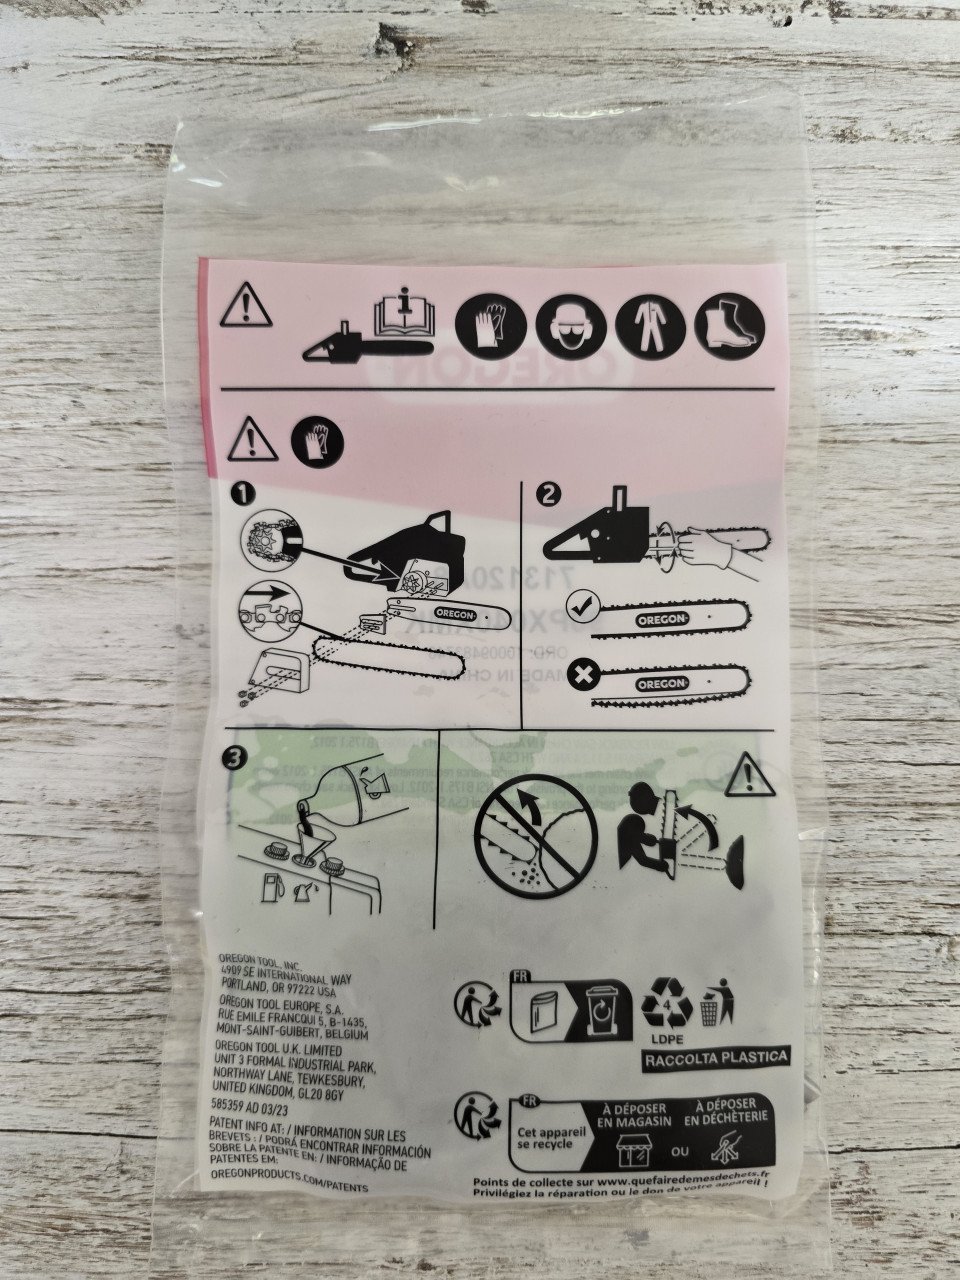 1
OREGON
2
OREGON
OREGON
3
OREGON TOOL, INC.
4909 SE INTERNATIONAL WAY
PORTLAND, OR 97222 USA
OREGON TOOL EUROPE, S.A.
RUE EMILE FRANCQUI 5, B-1435,
MONT-SAINT-GUIBERT, BELGIUM
OREGON TOOL U.K. LIMITED
UNIT 3 FORMAL INDUSTRIAL PARK,
NORTHWAY LANE, TEWKESBURY,
UNITED KINGDOM, GL20 8GY
585359 AD 03/23
PATENT INFO AT: / INFORMATION SUR LES
BREVETS : / PODRÁ ENCONTRAR INFORMACIÓN
SOBRE LA PATENTE EN: / INFORMAÇÃO DE
PATENTES EM:
OREGONPRODUCTS.COM/PATENTS
FR
4
LDPE
RACCOLTA PLASTICA
FR
Cet appareil
se recycle
À DÉPOSER
EN MAGASIN
OU
À DÉPOSER
EN DÉCHÈTERIE
Points de collecte sur www.quefairedemesdechets.fr
Privilégiez la réparation ou le don de votre appareil !